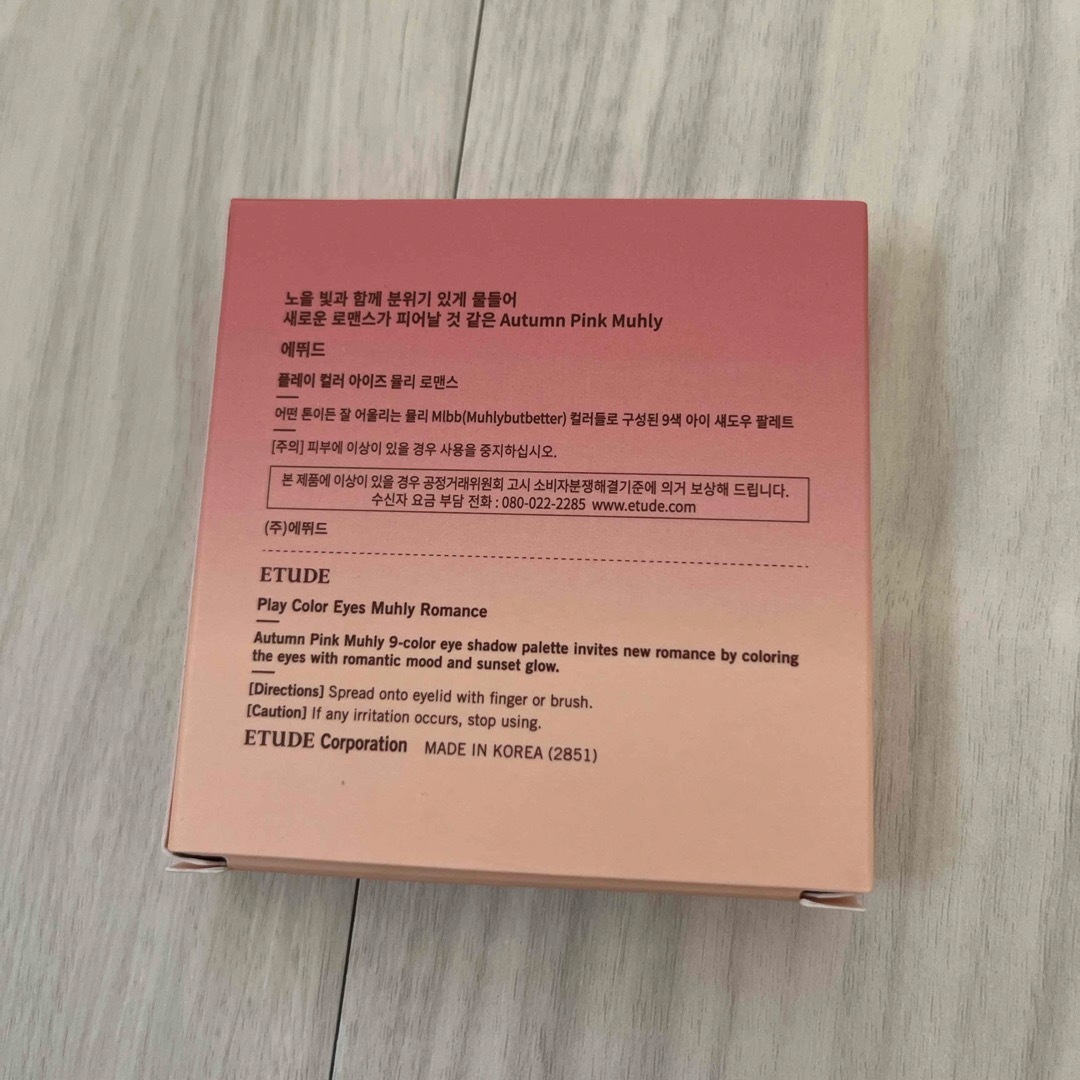 노을 빛과 함께 분위기 있게 물들어
새로운 로맨스가 피어날 것 같은 Autumn Pink Muhly
에뛰드
플레이 컬러 아이즈 뮬리 로맨스
어떤 톤이든 잘 어울리는 뮬리 Mlbb(Muhlybutbetter) 컬러들로 구성된 9색 아이 섀도우 팔레트
[주의] 피부에 이상이 있을 경우 사용을 중지하십시오.
본 제품에 이상이 있을 경우 공정거래위원회 고시 소비자분쟁해결기준에 의거 보상해 드립니다.
수신자 요금 부담 전화 : 080-022-2285 www.etude.com
(주)에뛰드
ETUDE
Play Color Eyes Muhly Romance
Autumn Pink Muhly 9-color eye shadow palette invites new romance by coloring
the eyes with romantic mood and sunset glow.
[Directions] Spread onto eyelid with finger or brush.
[Caution] If any irritation occurs, stop using.
ETUDE Corporation MADE IN KOREA (2851)